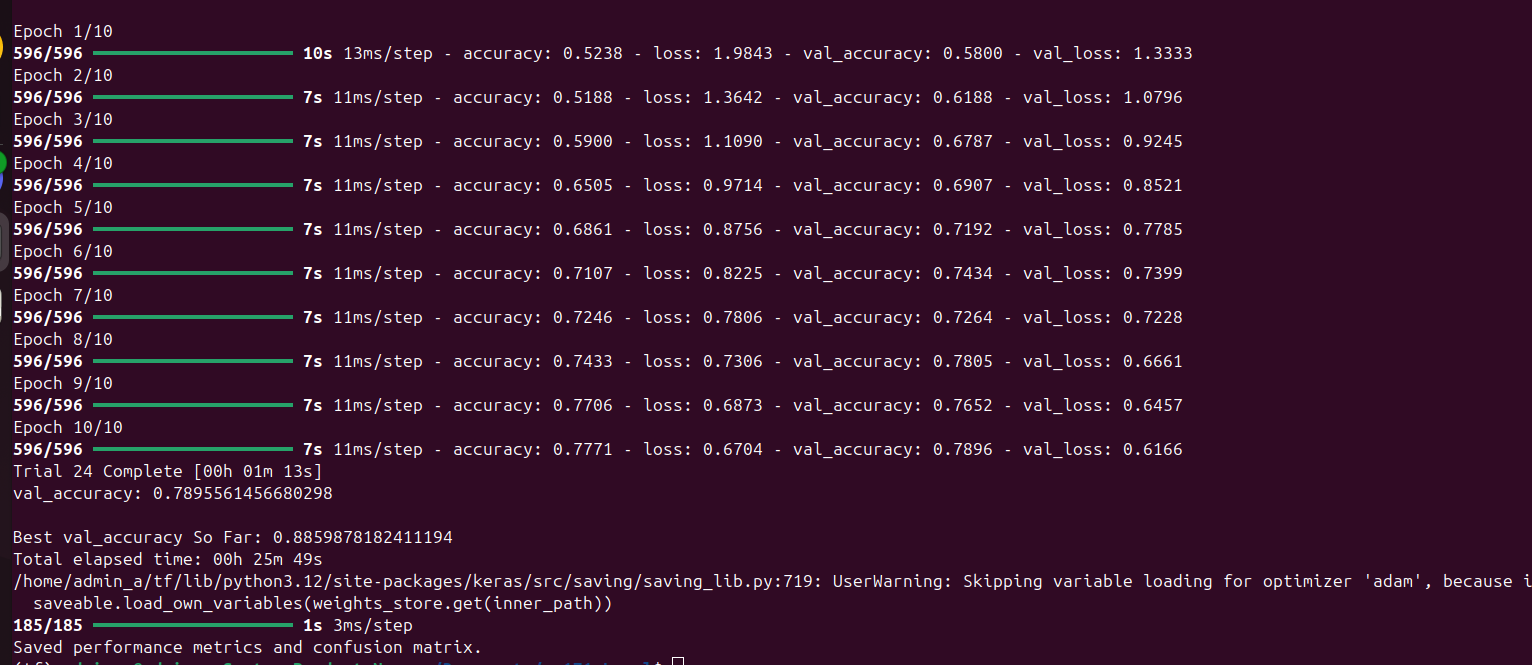 Epoch 1/10
596/596 10s 13ms/step - accuracy: 0.5238 - loss: 1.9843 - val_accuracy: 0.5800 - val_loss: 1.3333
Epoch 2/10
596/596 7s 11ms/step - accuracy: 0.5188 - loss: 1.3642 - val_accuracy: 0.6188 - val_loss: 1.0796
Epoch 3/10
596/596 7s 11ms/step - accuracy: 0.5900 - loss: 1.1090 - val_accuracy: 0.6787 - val_loss: 0.9245
Epoch 4/10
596/596 7s 11ms/step - accuracy: 0.6505 - loss: 0.9714 - val_accuracy: 0.6907 - val_loss: 0.8521
Epoch 5/10
596/596 7s 11ms/step - accuracy: 0.6861 - loss: 0.8756 - val_accuracy: 0.7192 - val_loss: 0.7785
Epoch 6/10
596/596 7s 11ms/step - accuracy: 0.7107 - loss: 0.8225 - val_accuracy: 0.7434 - val_loss: 0.7399
Epoch 7/10
596/596 7s 11ms/step - accuracy: 0.7246 - loss: 0.7806 - val_accuracy: 0.7264 - val_loss: 0.7228
Epoch 8/10
596/596 7s 11ms/step - accuracy: 0.7433 - loss: 0.7306 - val_accuracy: 0.7805 - val_loss: 0.6661
Epoch 9/10
596/596 7s 11ms/step - accuracy: 0.7706 - loss: 0.6873 - val_accuracy: 0.7652 - val_loss: 0.6457
Epoch 10/10
596/596 7s 11ms/step - accuracy: 0.7771 - loss: 0.6704 - val_accuracy: 0.7896 - val_loss: 0.6166
Trial 24 Complete [00h 01m 13s]
val_accuracy: 0.7895561456680298
Best val_accuracy So Far: 0.8859878182411194
Total elapsed time: 00h 25m 49s
/home/admin_a/tf/lib/python3.12/site-packages/keras/src/saving/saving_lib.py:719: UserWarning: Skipping variable loading for optimizer 'adam', because i
saveable.load_own_variables(weights_store.get(inner_path))
185/185 1s 3ms/step
Saved performance metrics and confusion matrix.